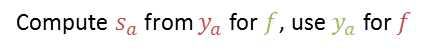 Compute sₐ from yₐ for f, use yₐ for f